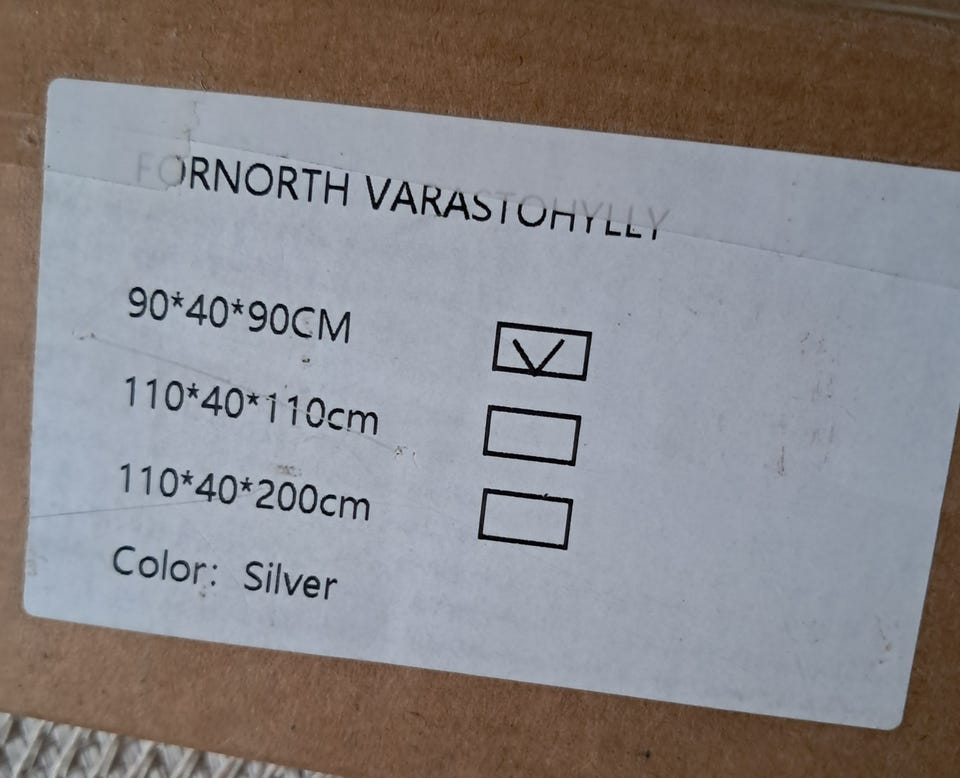 FORNORTH VARASTOHYLLY
90*40*90CM
110*40*110cm
110*40*200cm
Color: Silver